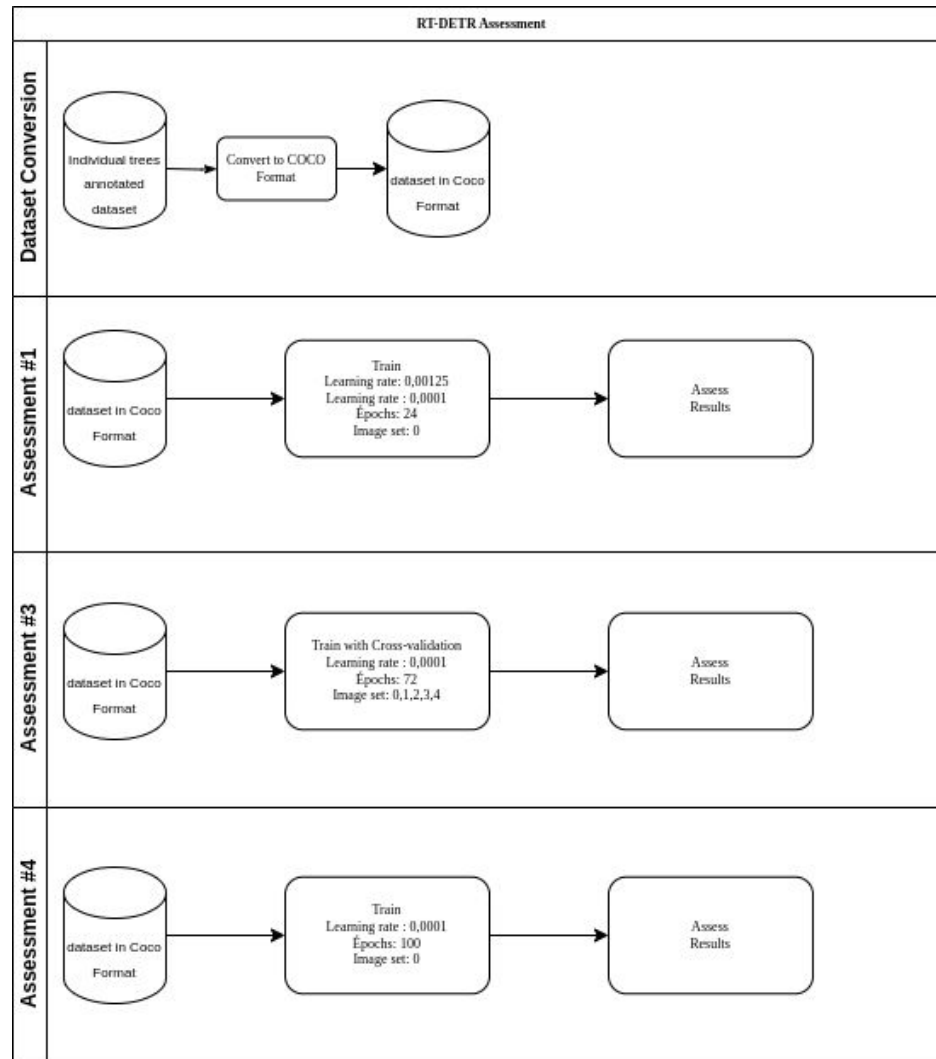 RT-DETR Assessment
Dataset Conversion
Individual trees
annotated
dataset
Convert to COCO
Format
dataset in Coco
Format
Assessment #1
dataset in Coco
Format
Train
Learning rate: 0,00125
Learning rate : 0,0001
Épochs: 24
Image set: 0
Assess
Results
Assessment #3
dataset in Coco
Format
Train with Cross-validation
Learning rate : 0,0001
Épochs: 72
Image set: 0,1,2,3,4
Assess
Results
Assessment #4
dataset in Coco
Format
Train
Learning rate : 0,0001
Épochs: 100
Image set: 0
Assess
Results